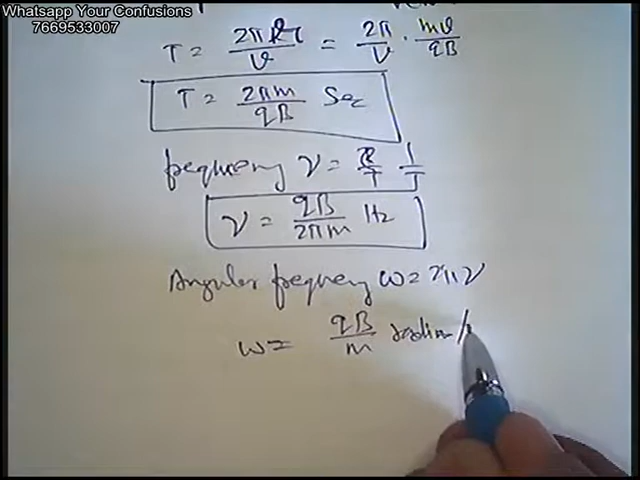 Whatsapp Your Confusions
7669533007
T = 2πr/v = 2π/v . mv/qB
T = 2πm/qB Sec
frequency ν = 1/T
ν = qB/2πm Hz
Angular frequency ω = 2πν
ω = qB/m radian/